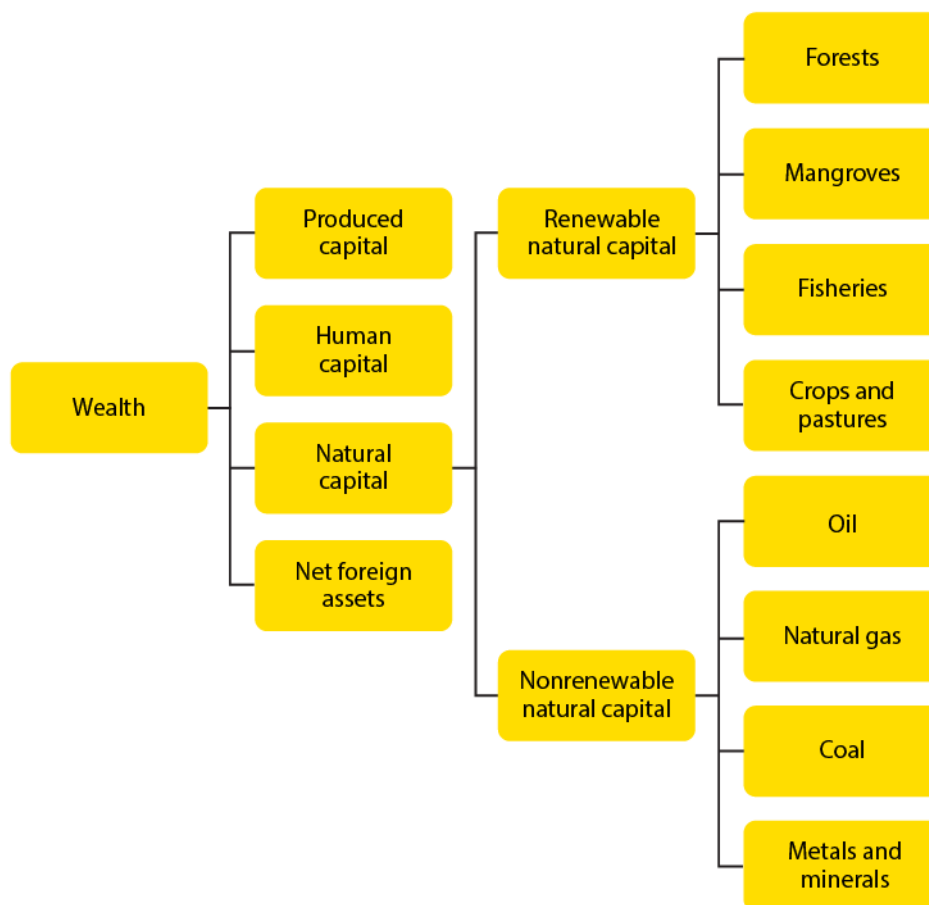 Wealth
Produced
capital
Human
capital
Natural
capital
Net foreign
assets
Renewable
natural capital
Nonrenewable
natural capital
Forests
Mangroves
Fisheries
Crops and
pastures
Oil
Natural gas
Coal
Metals and
minerals